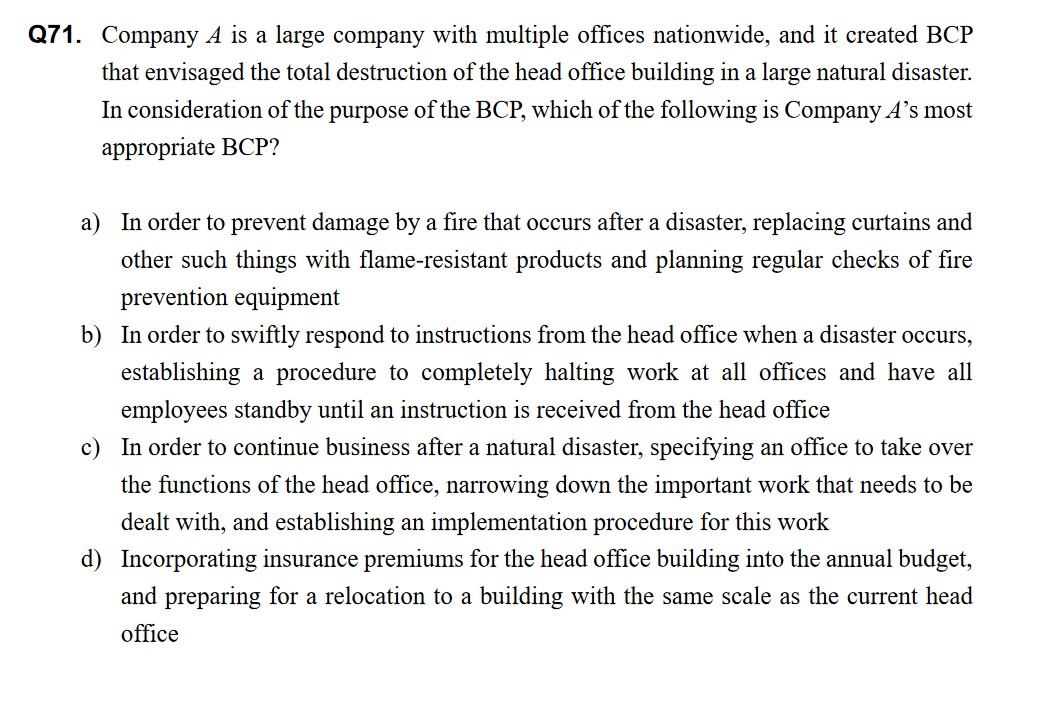 Q71. Company A is a large company with multiple offices nationwide, and it created BCP
that envisaged the total destruction of the head office building in a large natural disaster.
In consideration of the purpose of the BCP, which of the following is Company A’s most
appropriate BCP?
a) In order to prevent damage by a fire that occurs after a disaster, replacing curtains and
other such things with flame-resistant products and planning regular checks of fire
prevention equipment
b) In order to swiftly respond to instructions from the head office when a disaster occurs,
establishing a procedure to completely halting work at all offices and have all
employees standby until an instruction is received from the head office
c) In order to continue business after a natural disaster, specifying an office to take over
the functions of the head office, narrowing down the important work that needs to be
dealt with, and establishing an implementation procedure for this work
d) Incorporating insurance premiums for the head office building into the annual budget,
and preparing for a relocation to a building with the same scale as the current head
office